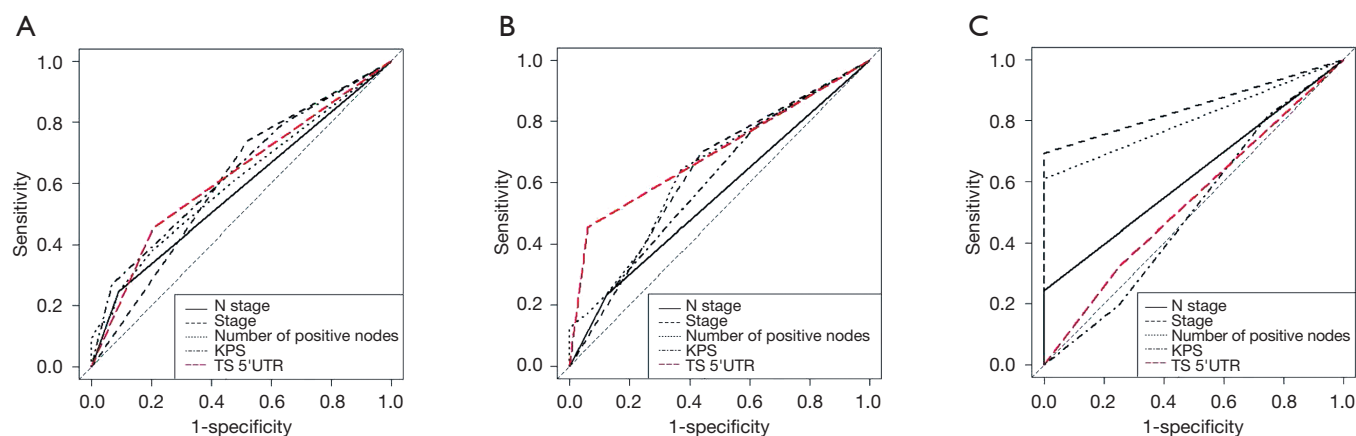 A
Sensitivity
1.0
0.8
0.6
0.4
0.2
0.0
N stage
Stage
Number of positive nodes
KPS
TS 5'UTR
0.0 0.2 0.4 0.6 0.8 1.0
1-specificity
B
Sensitivity
1.0
0.8
0.6
0.4
0.2
0.0
N stage
Stage
Number of positive nodes
KPS
TS 5'UTR
0.0 0.2 0.4 0.6 0.8 1.0
1-specificity
C
Sensitivity
1.0
0.8
0.6
0.4
0.2
0.0
N stage
Stage
Number of positive nodes
KPS
TS 5'UTR
0.0 0.2 0.4 0.6 0.8 1.0
1-specificity